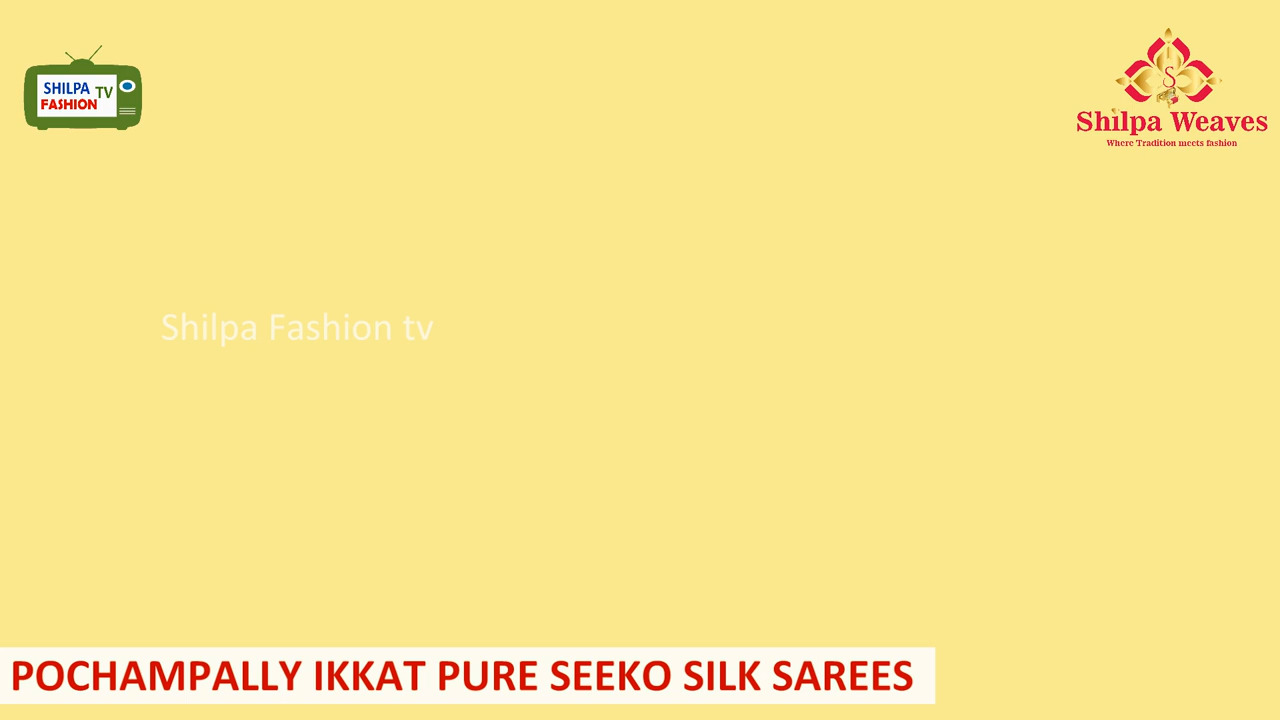 SHILPA TV
FASHION
Shilpa Weaves
Where Tradition meets fashion
Shilpa Fashion tv
POCHAMPALLY IKKAT PURE SEEKO SILK SAREES